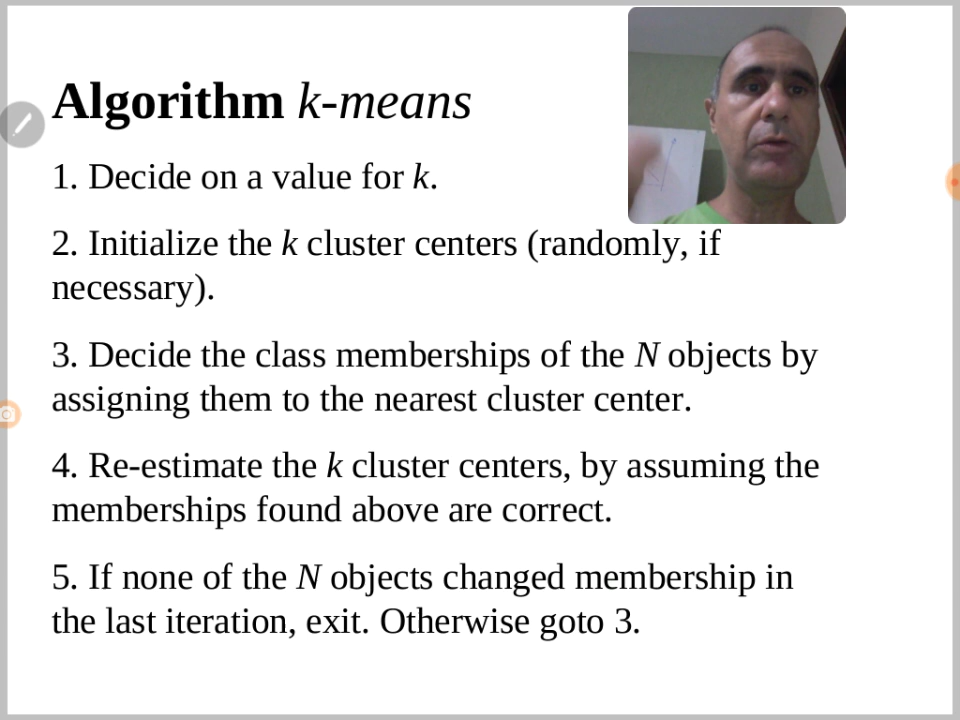 Algorithm k-means
1. Decide on a value for k.
2. Initialize the k cluster centers (randomly, if
necessary).
3. Decide the class memberships of the N objects by
assigning them to the nearest cluster center.
4. Re-estimate the k cluster centers, by assuming the
memberships found above are correct.
5. If none of the N objects changed membership in
the last iteration, exit. Otherwise goto 3.